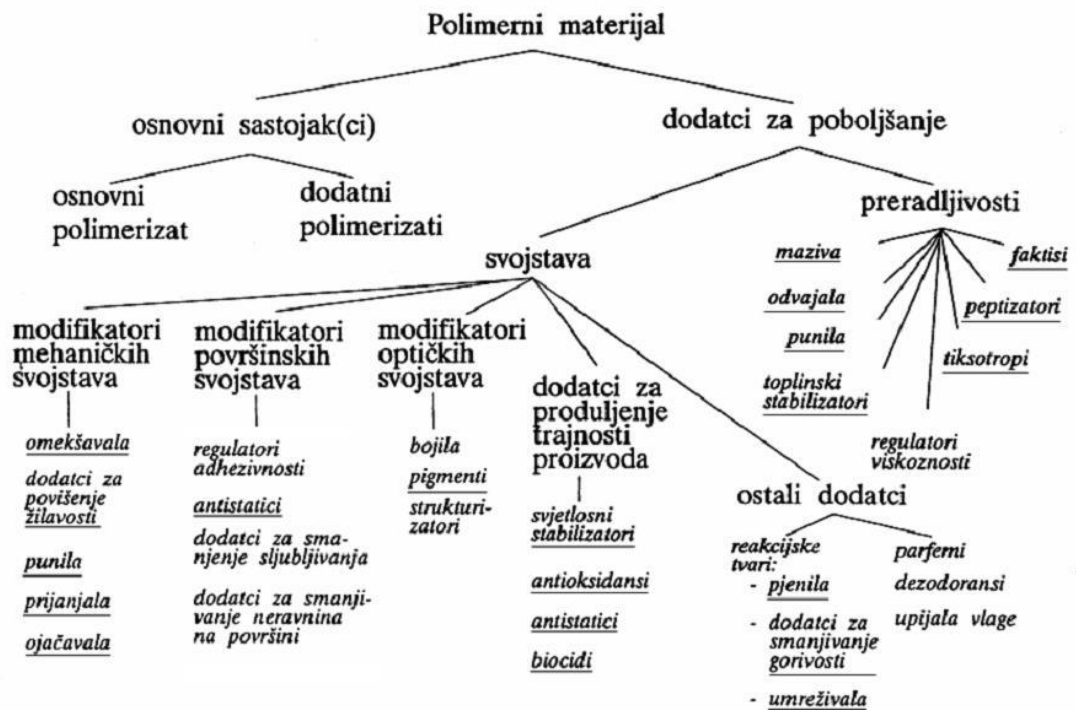 Polimerni materijal
osnovni sastojak(ci)
dodatci za poboljšanje
osnovni
polimerizat
dodatni
polimerizati
svojstava
preradljivosti
maziva
odvajala
punila
toplinski
stabilizatori
regulatori
viskoznosti
tiksotropi
peptizatori
faktisi
modifikatori
mehaničkih
svojstava
omekšavala
dodatci za
povišenje
žilavosti
punila
prijanjala
ojačavala
modifikatori
površinskih
svojstava
regulatori
adhezivnosti
antistatici
dodatci za sma-
njenje sljubljivanja
dodatci za smanji-
vanje neravnina
na površini
modifikatori
optičkih
svojstava
bojila
pigmenti
strukturi-
zatori
dodatci za
produljenje
trajnosti
proizvoda
svjetlosni
stabilizatori
antioksidansi
antistatici
biocidi
ostali dodatci
reakcijske
tvari:
- pjenila
- dodatci za
smanjivanje
gorivosti
- umreživala
parfemi
dezodoransi
upijala vlage